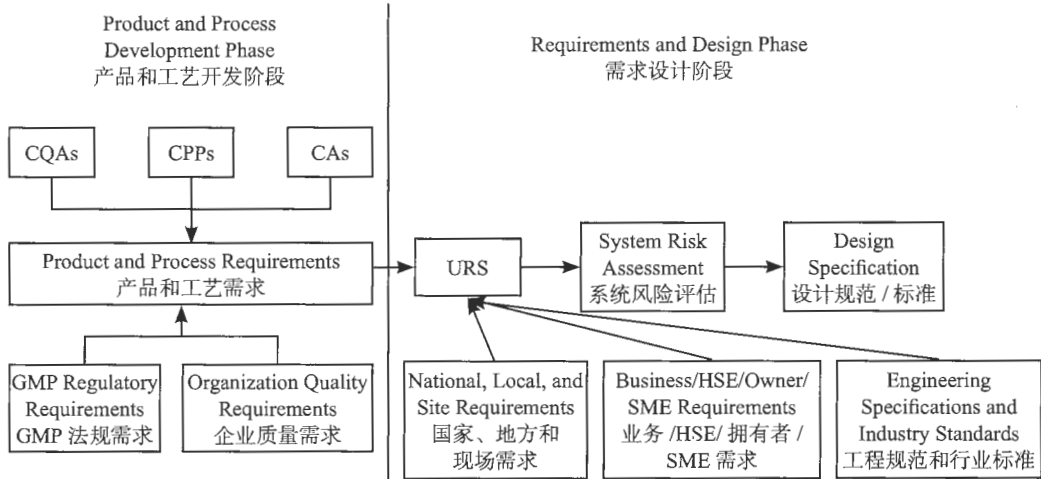 Product and Process
Development Phase
产品和工艺开发阶段
Requirements and Design Phase
需求设计阶段
CQAs
CPPs
CAs
Product and Process Requirements
产品和工艺需求
URS
System Risk
Assessment
系统风险评估
Design
Specification
设计规范 / 标准
GMP Regulatory
Requirements
GMP 法规需求
Organization Quality
Requirements
企业质量需求
National, Local, and
Site Requirements
国家、地方和
现场需求
Business/HSE/Owner/
SME Requirements
业务 /HSE/ 拥有者 /
SME 需求
Engineering
Specifications and
Industry Standards
工程规范和行业标准